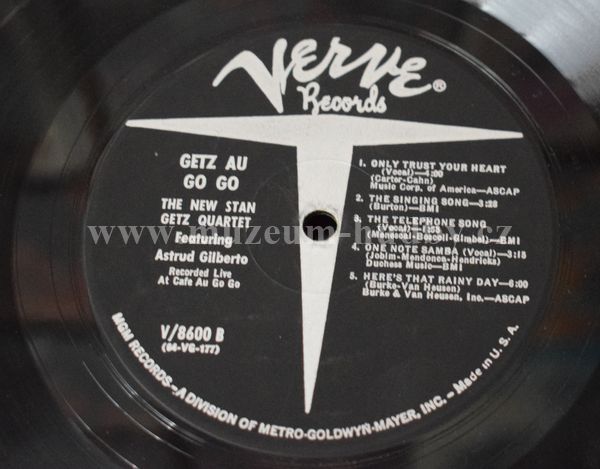 Verve®
Records
GETZ AU
GO GO
THE NEW STAN
GETZ QUARTET
Featuring
Astrud Gilberto
Recorded Live
At Cafe Au Go Go
V/8600 B
(64-VG-177)
1. ONLY TRUST YOUR HEART
(Vocal)—4:00
(Carter-Cahn)
Music Corp. of America—ASCAP
2. THE SINGING SONG—3:28
(Burton)—BMI
3. THE TELEPHONE SONG
(Vocal)—1:58
(Menescal-Boscoli-Gimbel)—BMI
4. ONE NOTE SAMBA (Vocal)—3:15
(Jobim-Mendonca-Hendricks)
Duchess Music—BMI
5. HERE'S THAT RAINY DAY—6:00
(Burke-Van Heusen)
Burke & Van Heusen, Inc.—ASCAP
MGM RECORDS—A DIVISION OF METRO-GOLDWYN-MAYER, INC.—Made in U.S.A.
www.muzeum-hudby.cz